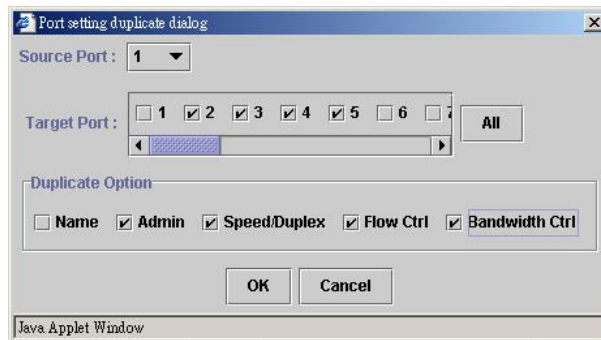 Port setting duplicate dialog
Source Port : 1
Target Port : 1 2 3 4 5 6 7 All
Duplicate Option
Name Admin Speed/Duplex Flow Ctrl Bandwidth Ctrl
OK Cancel
Java Applet Window